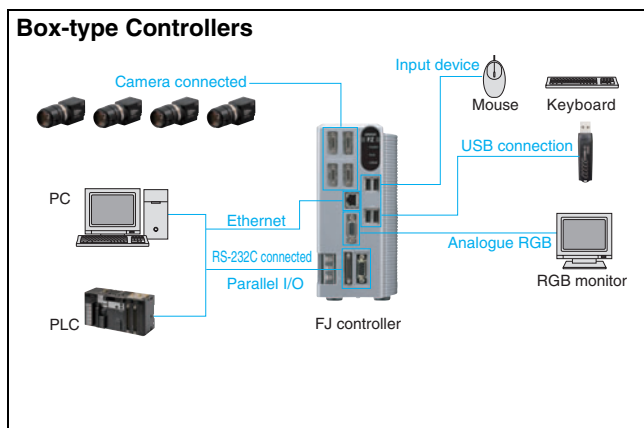 Box-type Controllers
Camera connected
Input device
Mouse
Keyboard
USB connection
PC
Ethernet
RS-232C connected
Parallel I/O
Analogue RGB
RGB monitor
PLC
FJ controller